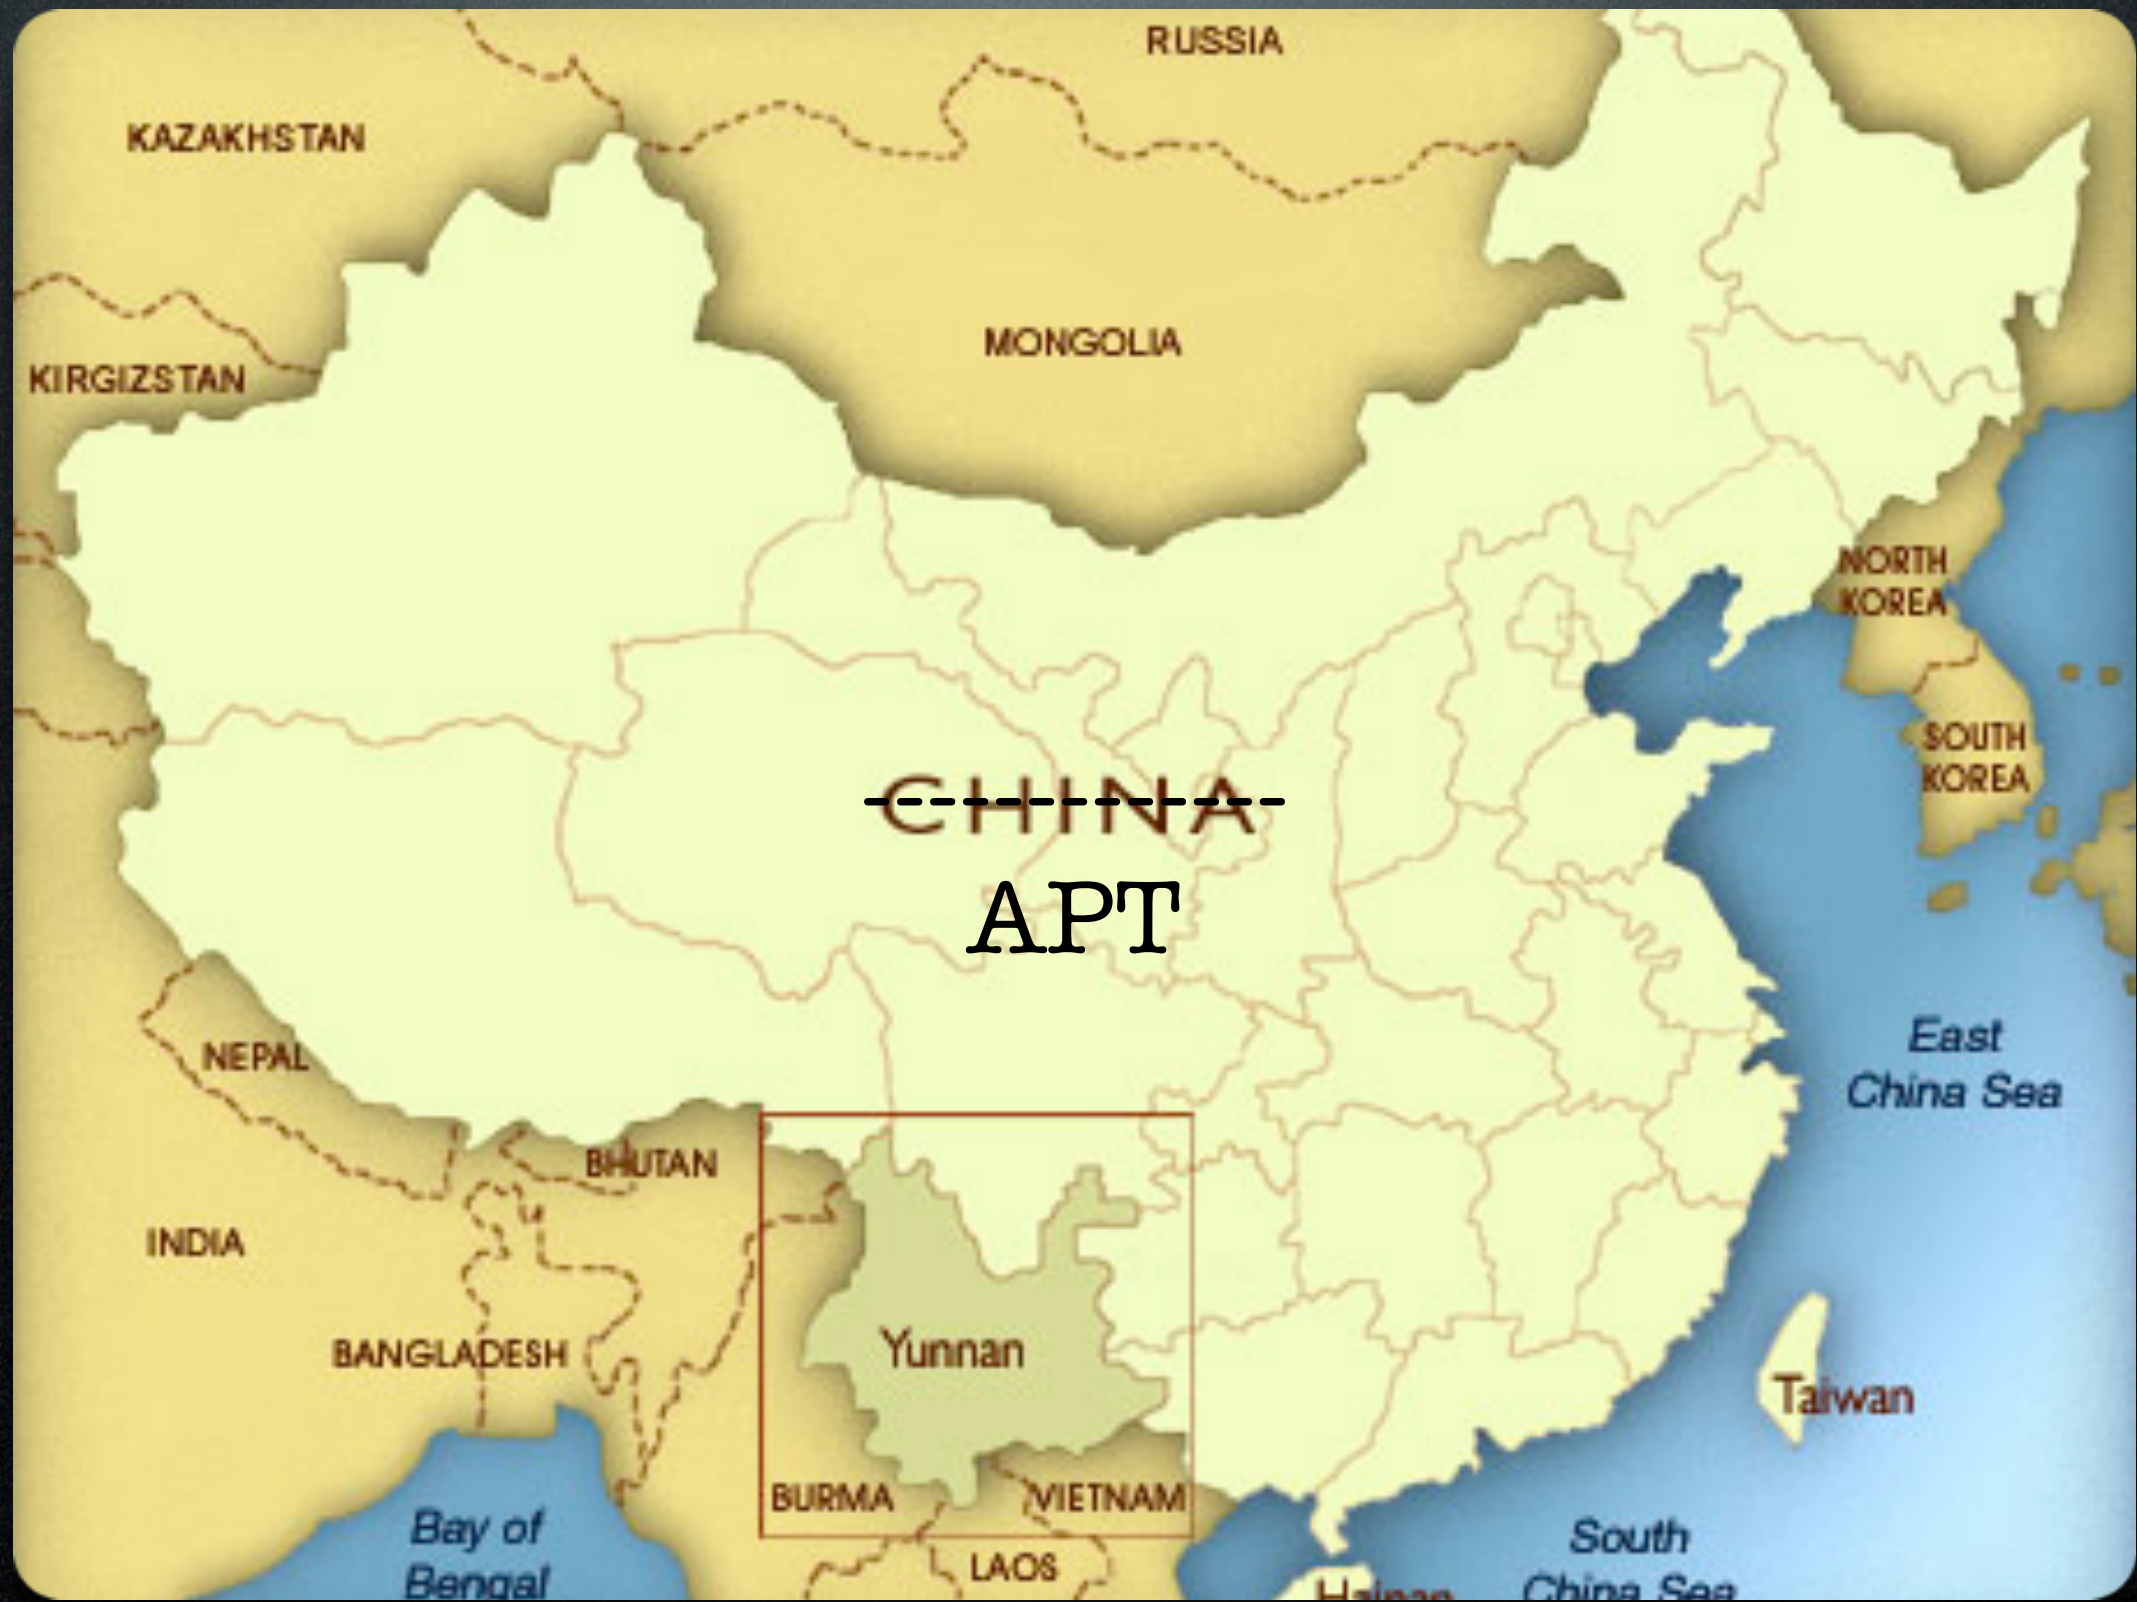 RUSSIA
KAZAKHSTAN
MONGOLIA
KIRGIZSTAN
NORTH
KOREA
SOUTH
KOREA
CHINA
APT
East
China Sea
NEPAL
BHUTAN
INDIA
BANGLADESH
Yunnan
Taiwan
BURMA
VIETNAM
Bay of
Bengal
LAOS
South
China Sea
Hainan